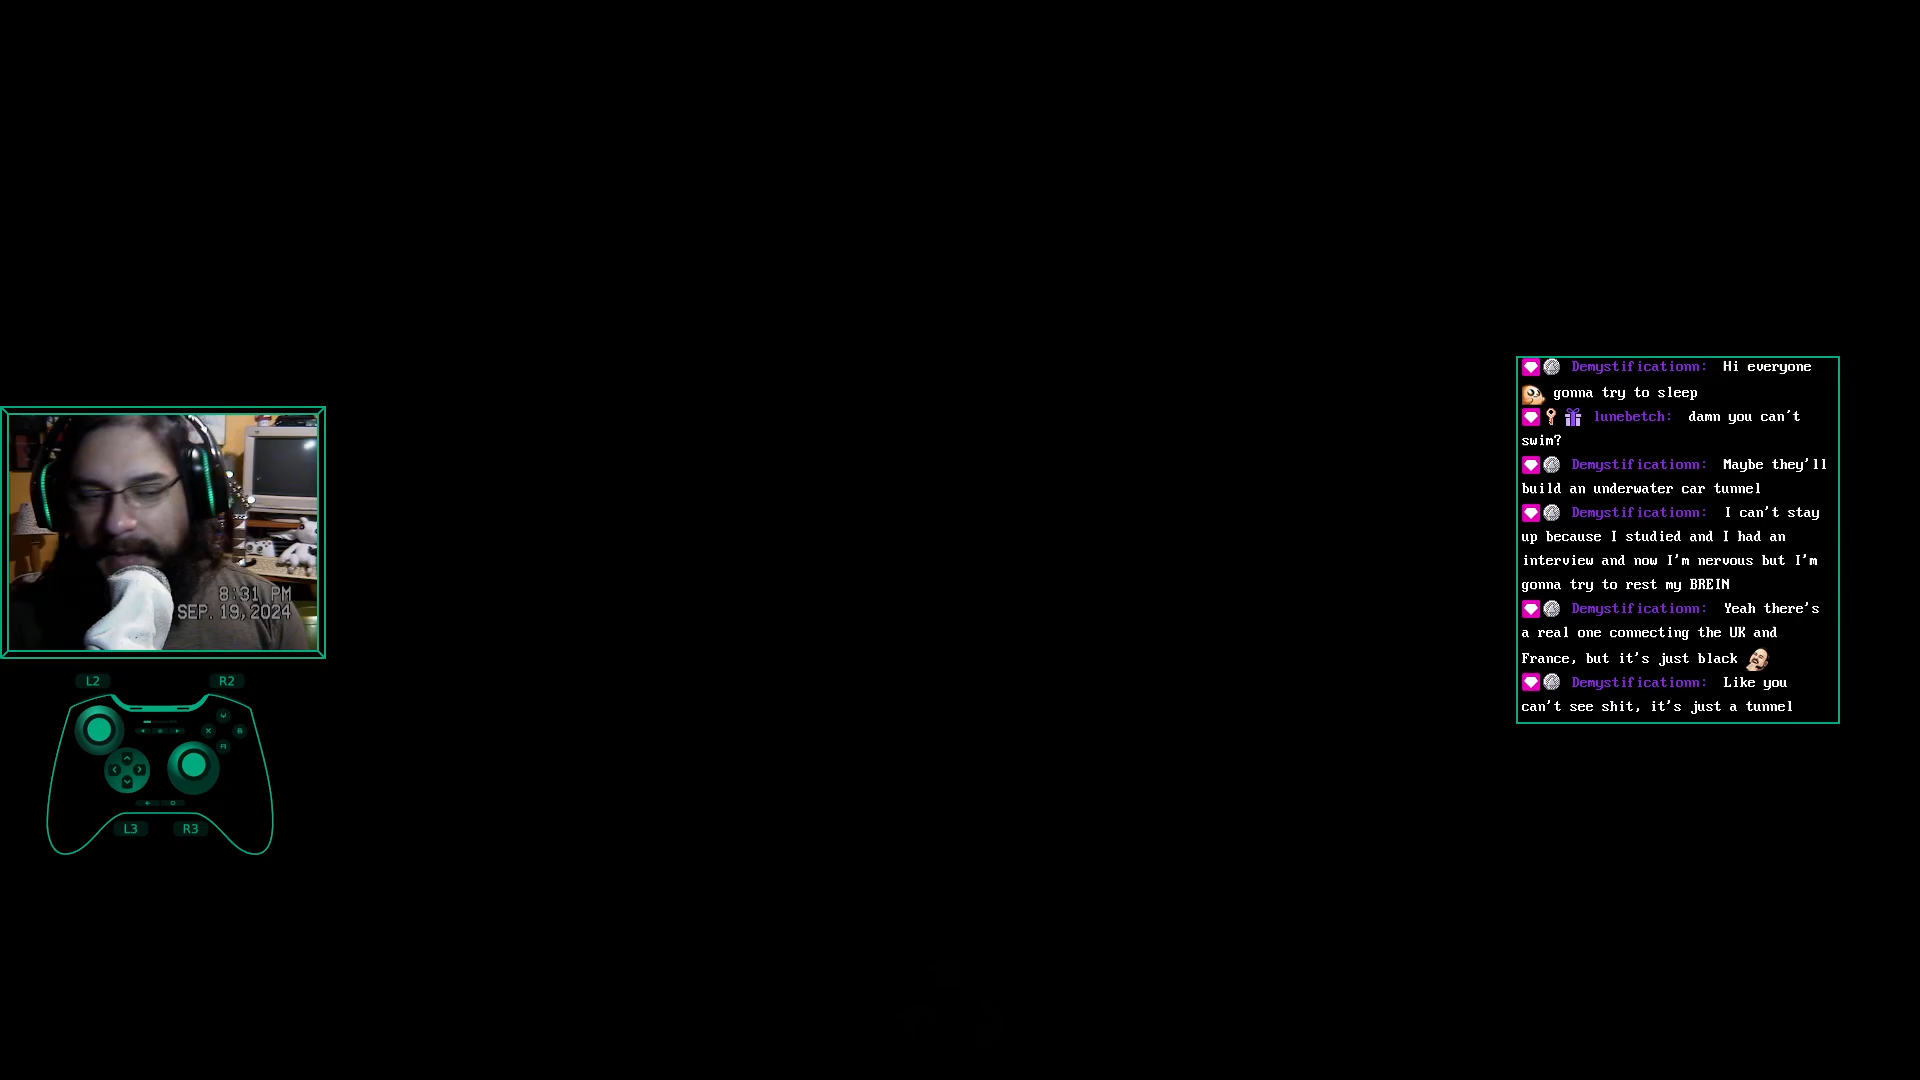 8:31 PM
SEP. 19,2024
L2
R2
L3
R3
Demystificationn: Hi everyone
gonna try to sleep
lunebetch: damn you can't
swim?
Demystificationn: Maybe they'll
build an underwater car tunnel
Demystificationn: I can't stay
up because I studied and I had an
interview and now I'm nervous but I'm
gonna try to rest my BREIN
Demystificationn: Yeah there's
a real one connecting the UK and
France, but it's just black
Demystificationn: Like you
can't see shit, it's just a tunnel